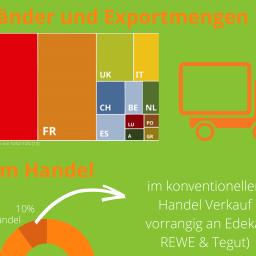 änder und Exportmengen
UK
IT
FR
CH
BE
NL
LU
PO
ES
A
GR
m Handel
im konventionellen
10%
Handel Verkauf
andel
vorrangig an Edeka
REWE & Tegut)